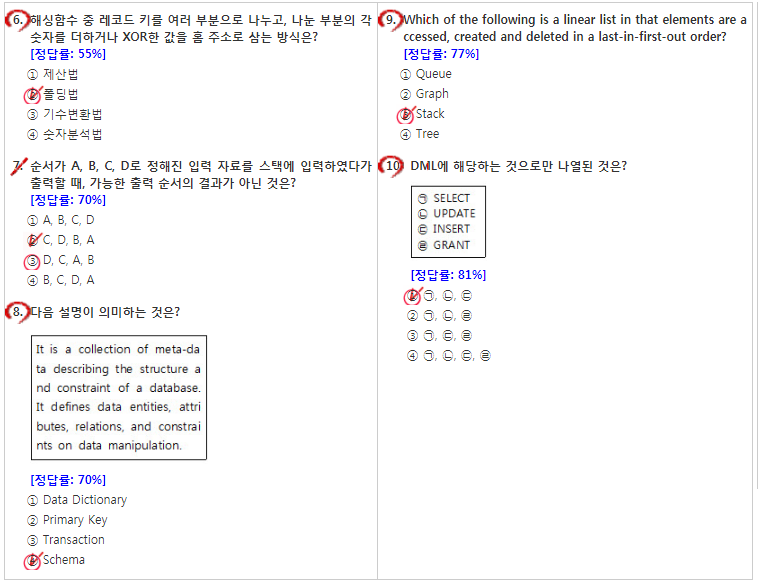 6. 해싱함수 중 레코드 키를 여러 부분으로 나누고, 나눈 부분의 각
숫자를 더하거나 XOR한 값을 홈 주소로 삼는 방식은?
[정답률: 55%]
① 제산법
② 폴딩법
③ 기수변환법
④ 숫자분석법
7. 순서가 A, B, C, D로 정해진 입력 자료를 스택에 입력하였다가
출력할 때, 가능한 출력 순서의 결과가 아닌 것은?
[정답률: 70%]
① A, B, C, D
② C, D, B, A
③ D, C, A, B
④ B, C, D, A
8. 다음 설명이 의미하는 것은?
It is a collection of meta-da
ta describing the structure a
nd constraint of a database.
It defines data entities, attri
butes, relations, and constrai
nts on data manipulation.
[정답률: 70%]
① Data Dictionary
② Primary Key
③ Transaction
④ Schema
9. Which of the following is a linear list in that elements are a
ccessed, created and deleted in a last-in-first-out order?
[정답률: 77%]
① Queue
② Graph
③ Stack
④ Tree
10. DML에 해당하는 것으로만 나열된 것은?
㉠ SELECT
㉡ UPDATE
㉢ INSERT
㉣ GRANT
[정답률: 81%]
① ㉠, ㉡, ㉢
② ㉠, ㉡, ㉣
③ ㉠, ㉢, ㉣
④ ㉠, ㉡, ㉢, ㉣